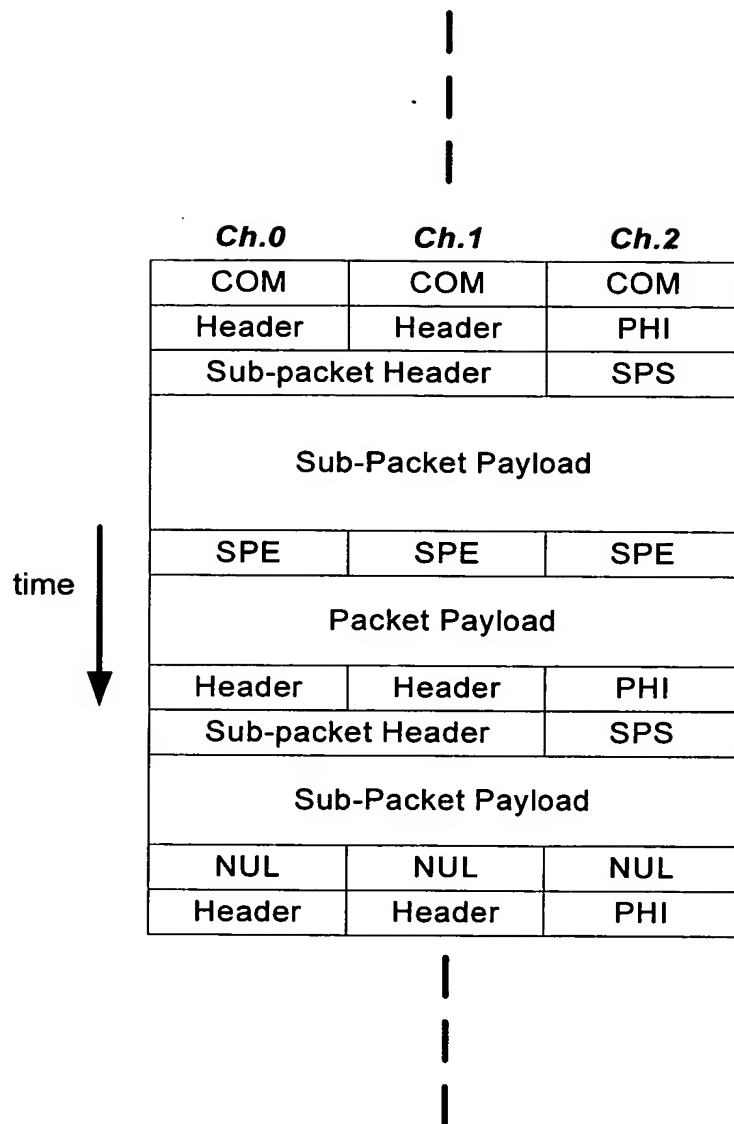 Ch.0 Ch.1 Ch.2
COM COM COM
Header Header PHI
Sub-packet Header SPS
Sub-Packet Payload
SPE SPE SPE
time
Packet Payload
Header Header PHI
Sub-packet Header SPS
Sub-Packet Payload
NUL NUL NUL
Header Header PHI